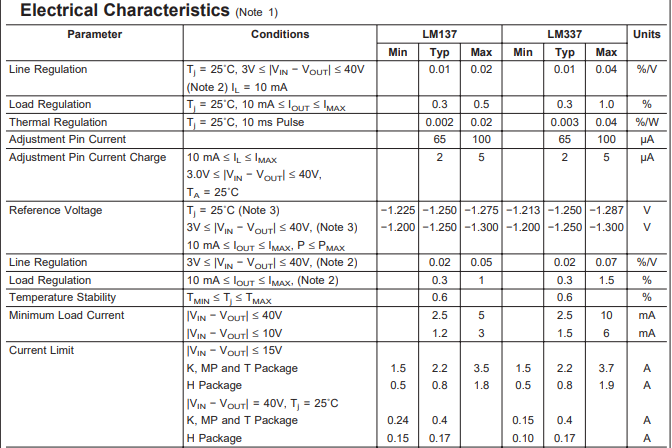 Electrical Characteristics (Note 1)
Parameter Conditions LM137 LM337 Units
Min Typ Max Min Typ Max
Line Regulation Tj = 25˚C, 3V ≤ |VIN − VOUT| ≤ 40V 0.01 0.02 0.01 0.04 %/V
(Note 2) IL = 10 mA
Load Regulation Tj = 25˚C, 10 mA ≤ IOUT ≤ IMAX 0.3 0.5 0.3 1.0 %
Thermal Regulation Tj = 25˚C, 10 ms Pulse 0.002 0.02 0.003 0.04 %/W
Adjustment Pin Current 65 100 65 100 µA
Adjustment Pin Current Charge 10 mA ≤ IL ≤ IMAX 2 5 2 5 µA
3.0V ≤ |VIN − VOUT| ≤ 40V,
TA = 25˚C
Reference Voltage Tj = 25˚C (Note 3) −1.225 −1.250 −1.275 −1.213 −1.250 −1.287 V
3V ≤ |VIN − VOUT| ≤ 40V, (Note 3) −1.200 −1.250 −1.300 −1.200 −1.250 −1.300 V
10 mA ≤ IOUT ≤ IMAX, P ≤ PMAX
Line Regulation 3V ≤ |VIN − VOUT| ≤ 40V, (Note 2) 0.02 0.05 0.02 0.07 %/V
Load Regulation 10 mA ≤ IOUT ≤ IMAX, (Note 2) 0.3 1 0.3 1.5 %
Temperature Stability TMIN ≤ Tj ≤ TMAX 0.6 0.6 %
Minimum Load Current |VIN − VOUT| ≤ 40V 2.5 5 2.5 10 mA
|VIN − VOUT| ≤ 10V 1.2 3 1.5 6 mA
Current Limit |VIN − VOUT| ≤ 15V
K, MP and T Package 1.5 2.2 3.5 1.5 2.2 3.7 A
H Package 0.5 0.8 1.8 0.5 0.8 1.9 A
|VIN − VOUT| = 40V, Tj = 25˚C
K, MP and T Package 0.24 0.4 0.15 0.4 A
H Package 0.15 0.17 0.10 0.17 A